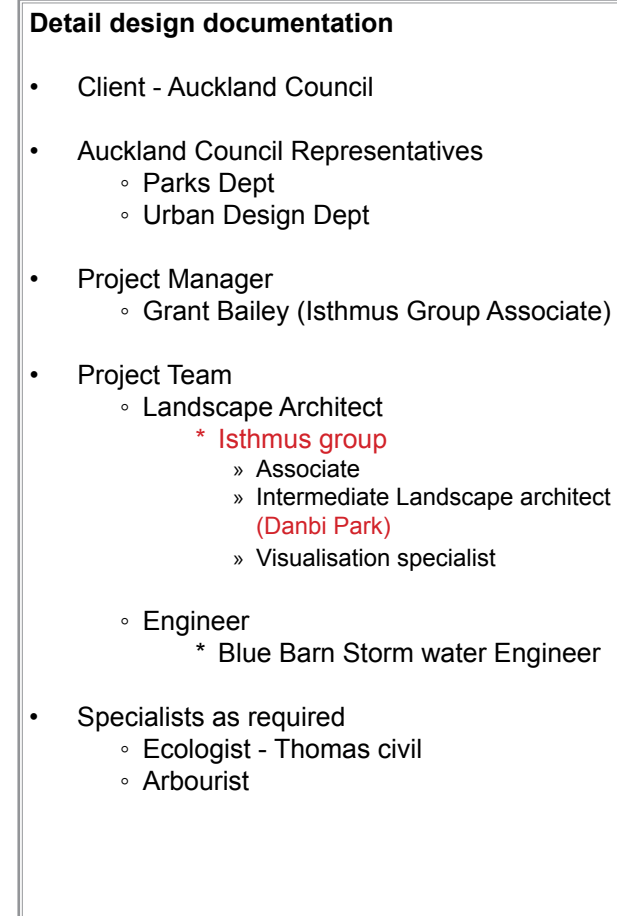 Detail design documentation
• Client - Auckland Council
• Auckland Council Representatives
◦ Parks Dept
◦ Urban Design Dept
• Project Manager
◦ Grant Bailey (Isthmus Group Associate)
• Project Team
◦ Landscape Architect
* Isthmus group
» Associate
» Intermediate Landscape architect
(Danbi Park)
» Visualisation specialist
◦ Engineer
* Blue Barn Storm water Engineer
• Specialists as required
◦ Ecologist - Thomas civil
◦ Arbourist